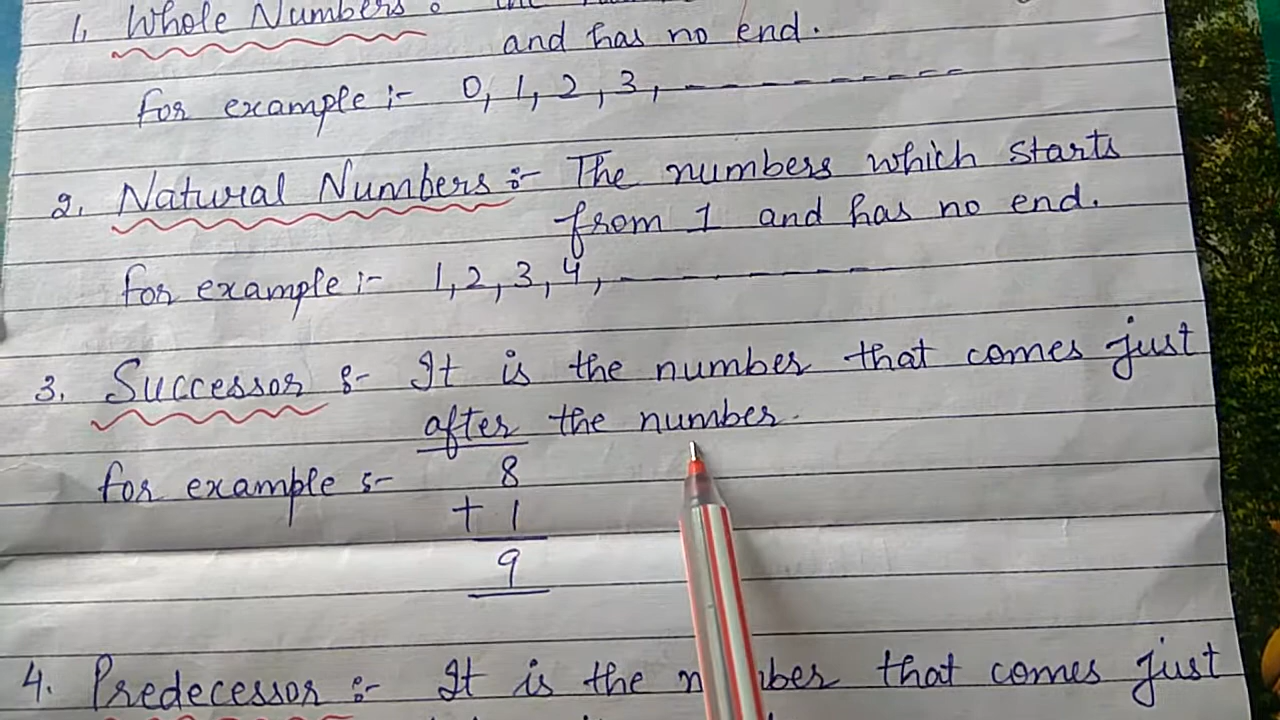 1. Whole Numbers :
and has no end.
for example :- 0, 1, 2, 3, ----------
2. Natural Numbers :- The numbers which starts
from 1 and has no end.
for example :- 1, 2, 3, 4, ----------
3. Successor :- It is the number that comes just
after the number.
for example :- 8
+ 1
9
4. Predecessor :- It is the number that comes just